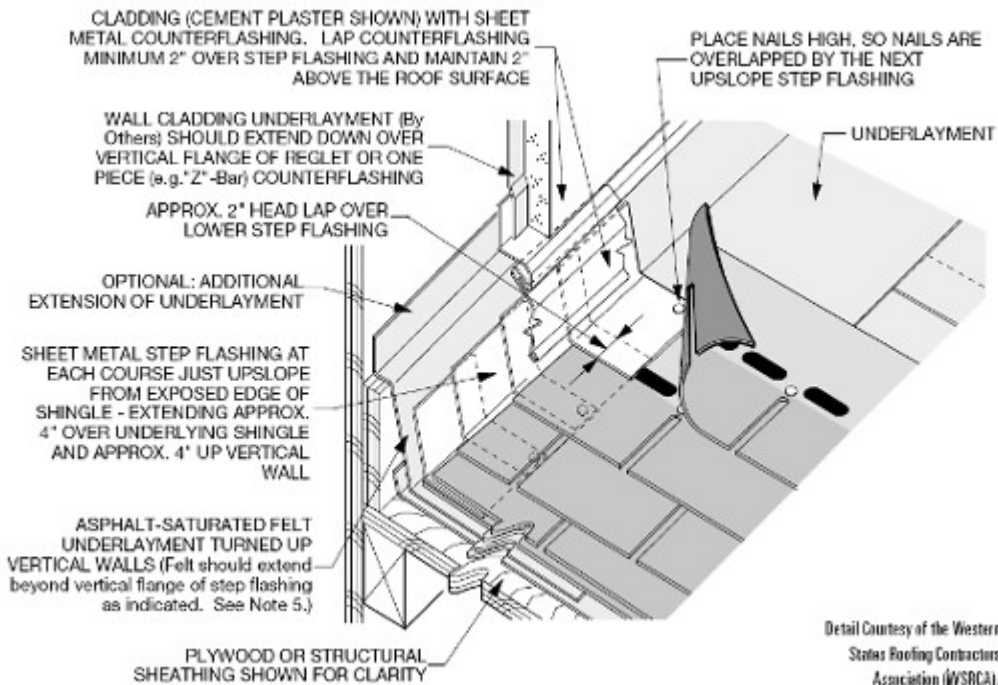 CLADDING (CEMENT PLASTER SHOWN) WITH SHEET
METAL COUNTERFLASHING. LAP COUNTERFLASHING
MINIMUM 2" OVER STEP FLASHING AND MAINTAIN 2"
ABOVE THE ROOF SURFACE
PLACE NAILS HIGH, SO NAILS ARE
OVERLAPPED BY THE NEXT
UPSLOPE STEP FLASHING
WALL CLADDING UNDERLAYMENT (By
Others) SHOULD EXTEND DOWN OVER
VERTICAL FLANGE OF REGLET OR ONE
PIECE (e.g."Z"-Bar) COUNTERFLASHING
UNDERLAYMENT
APPROX. 2" HEAD LAP OVER
LOWER STEP FLASHING
OPTIONAL: ADDITIONAL
EXTENSION OF UNDERLAYMENT
SHEET METAL STEP FLASHING AT
EACH COURSE JUST UPSLOPE
FROM EXPOSED EDGE OF
SHINGLE - EXTENDING APPROX.
4" OVER UNDERLYING SHINGLE
AND APPROX. 4" UP VERTICAL
WALL
ASPHALT-SATURATED FELT
UNDERLAYMENT TURNED UP
VERTICAL WALLS (Felt should extend
beyond vertical flange of step flashing
as indicated. See Note 5.)
PLYWOOD OR STRUCTURAL
SHEATHING SHOWN FOR CLARITY
Detail Courtesy of the Western
States Roofing Contractors
Association (WSRCA).